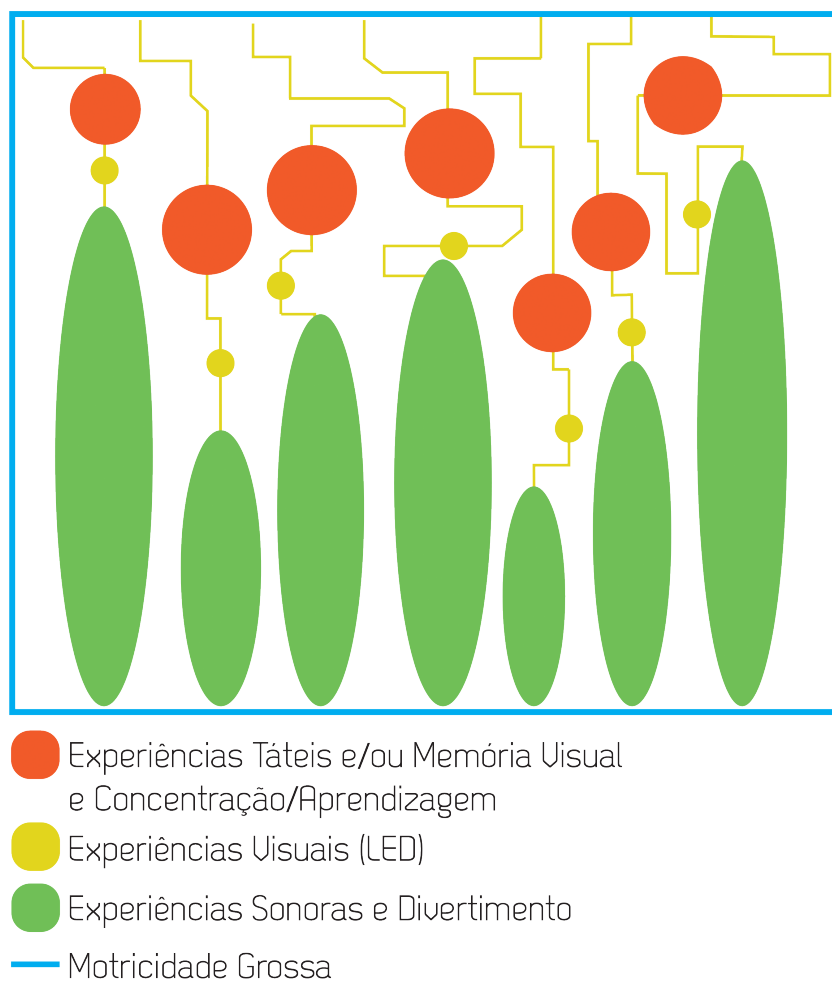 Experiências Táteis e/ou Memória Visual
e Concentração/Aprendizagem
Experiências Visuais (LED)
Experiências Sonoras e Divertimento
Motricidade Grossa